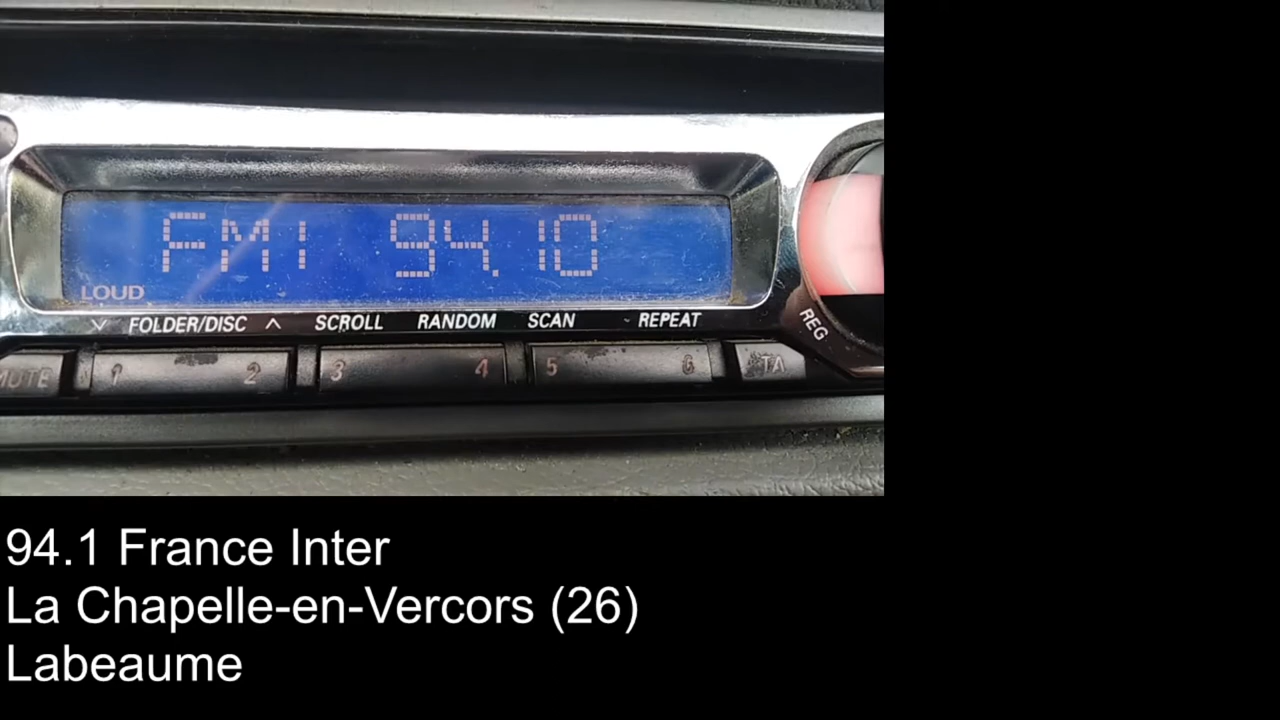 FM1 94.10
LOUD
FOLDER/DISC SCROLL RANDOM SCAN REPEAT
REG
MUTE 1 2 3 4 5 6 TA
94.1 France Inter
La Chapelle-en-Vercors (26)
Labeaume